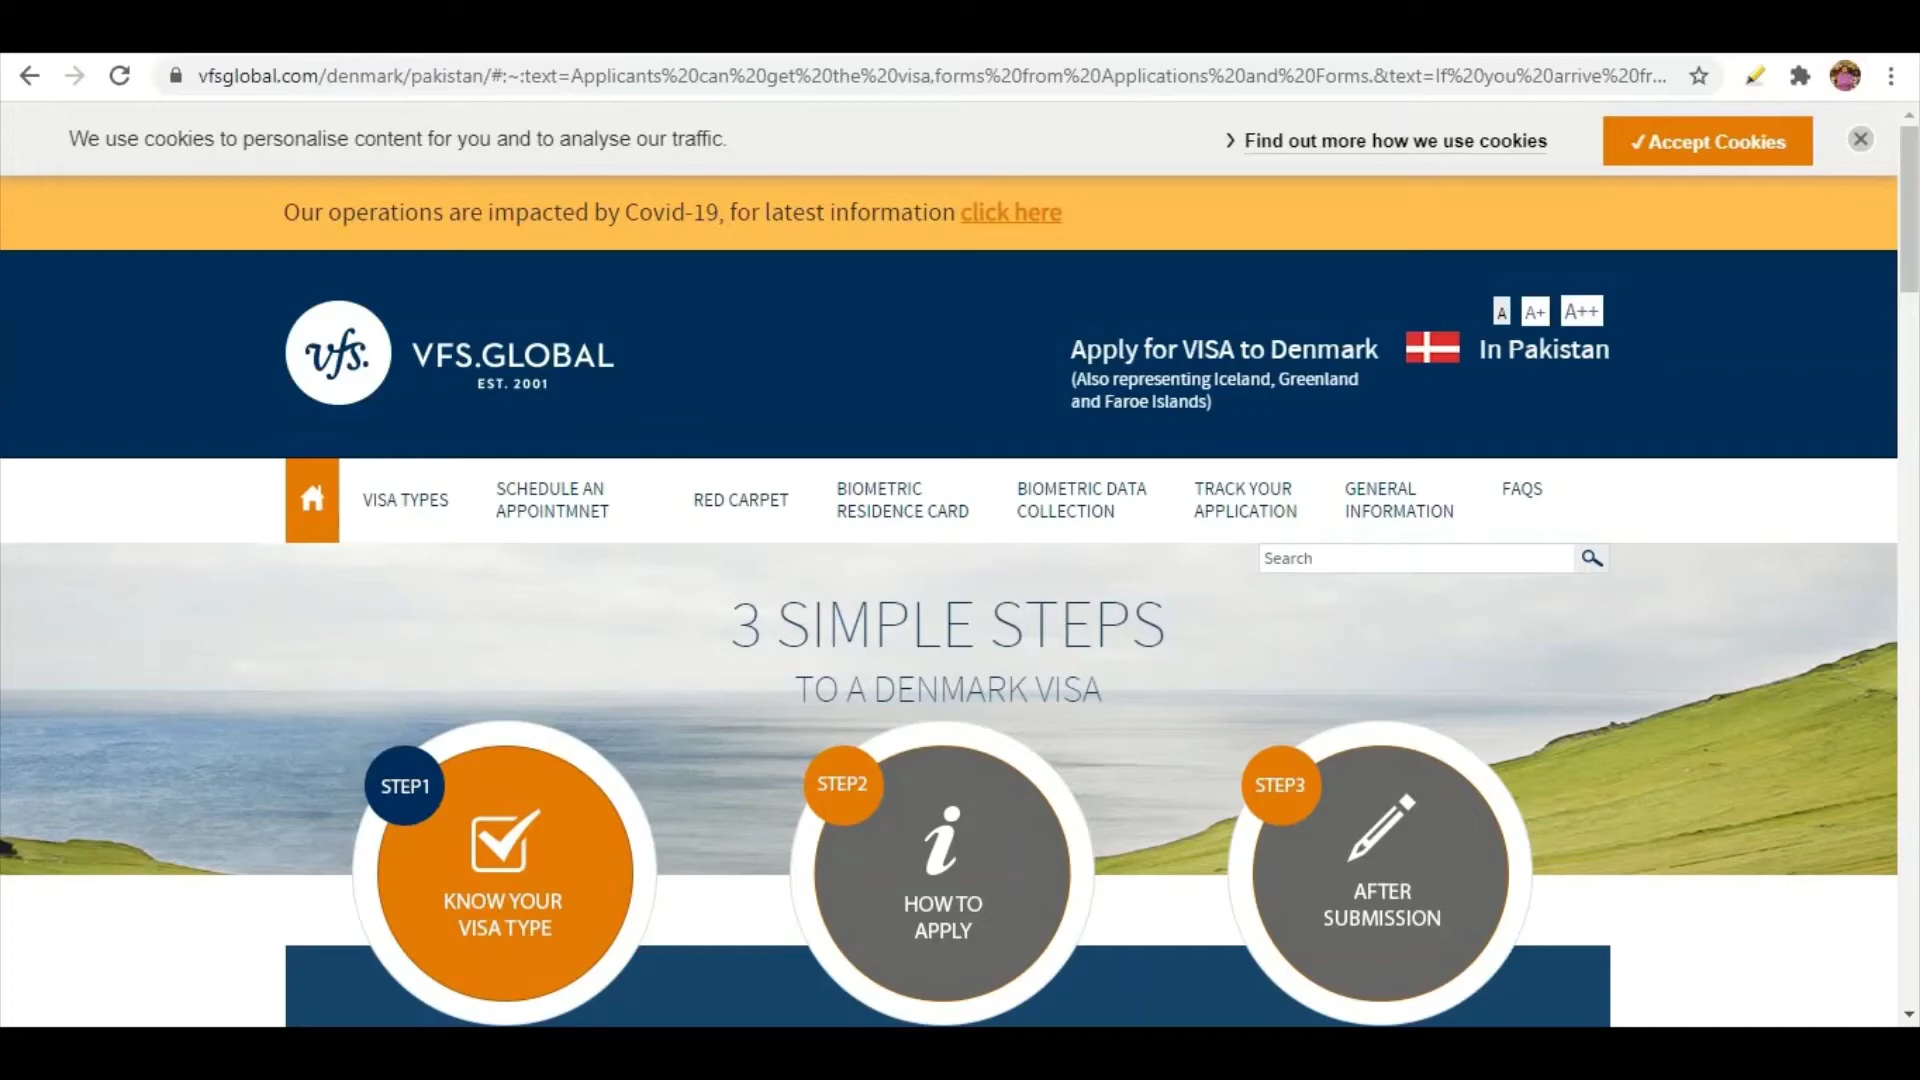 vfsglobal.com/denmark/pakistan/#:~:text=Applicants%20can%20get%20the%20visa,forms%20from%20Applications%20and%20Forms.&text=If%20you%20arrive%20fr...
We use cookies to personalise content for you and to analyse our traffic.
Find out more how we use cookies
✓Accept Cookies
Our operations are impacted by Covid-19, for latest information click here
A A+ A++
vfs.
VFS.GLOBAL
EST. 2001
Apply for VISA to Denmark
(Also representing Iceland, Greenland
and Faroe Islands)
In Pakistan
VISA TYPES
SCHEDULE AN
APPOINTMNET
RED CARPET
BIOMETRIC
RESIDENCE CARD
BIOMETRIC DATA
COLLECTION
TRACK YOUR
APPLICATION
GENERAL
INFORMATION
FAQS
Search
3 SIMPLE STEPS
TO A DENMARK VISA
STEP1
KNOW YOUR
VISA TYPE
STEP2
HOW TO
APPLY
STEP3
AFTER
SUBMISSION